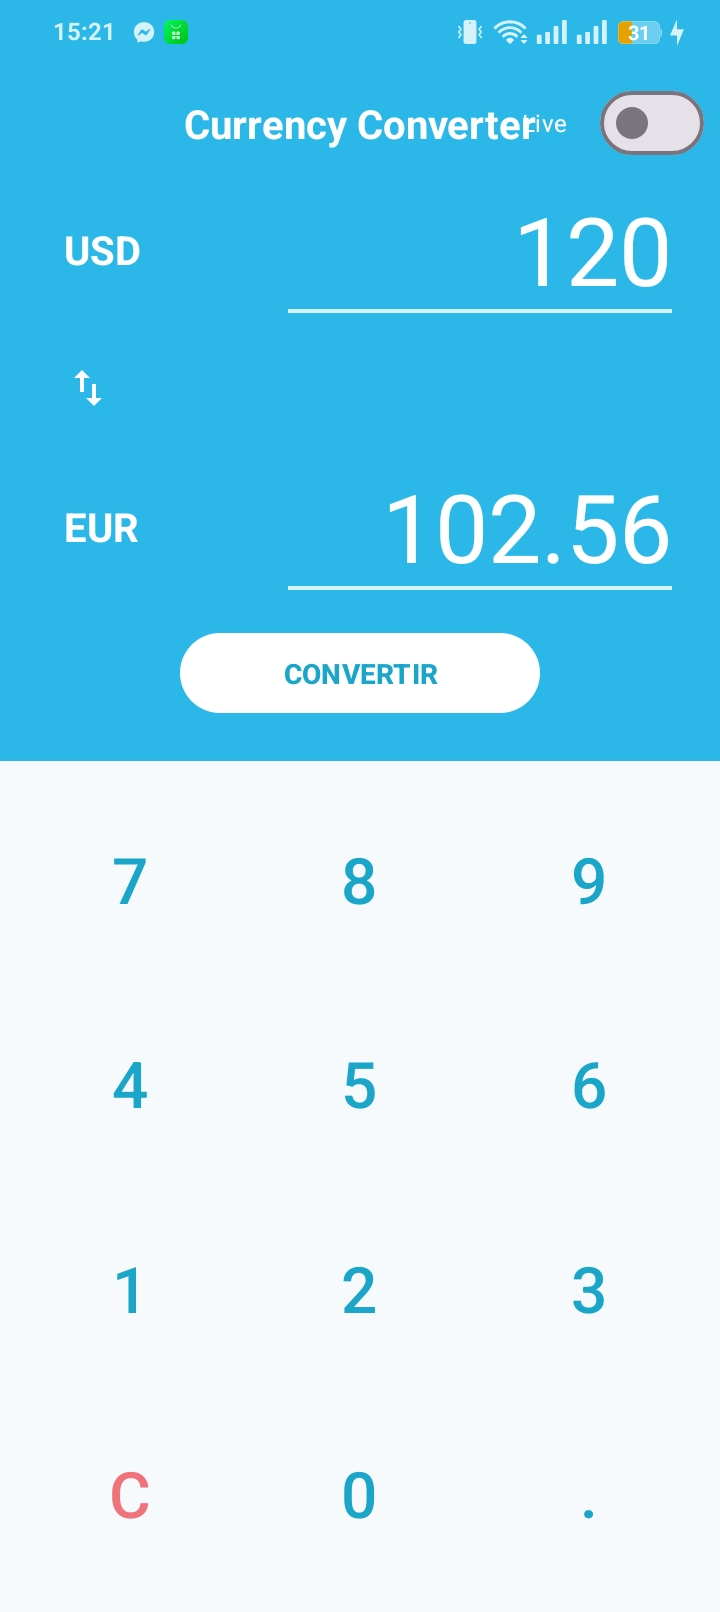 15:21 31
Currency Converter Live
USD 120
EUR 102.56
CONVERTIR
7 8 9
4 5 6
1 2 3
C 0 .